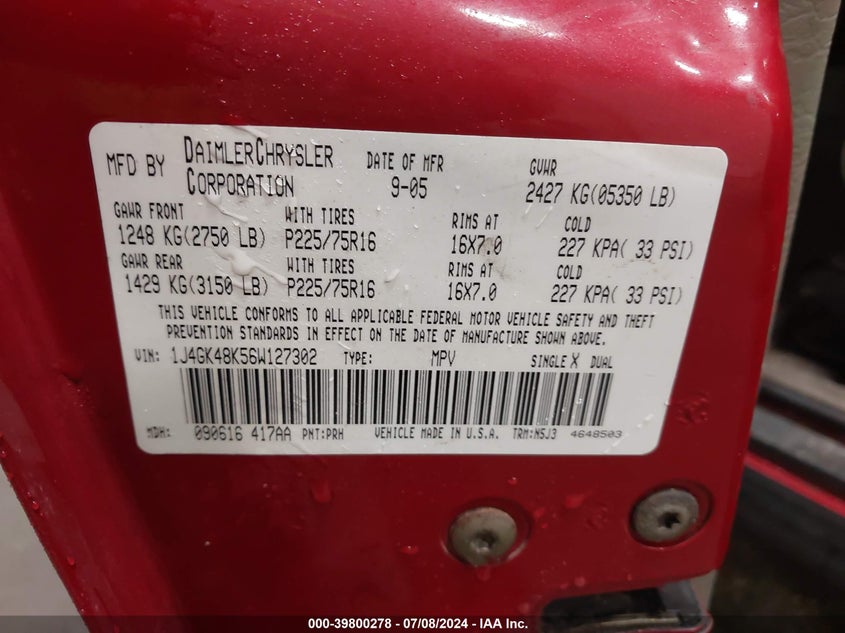 MFD BY DAIMLERCHRYSLER CORPORATION DATE OF MFR 9-05 GVWR 2427 KG(05350 LB)
GAWR FRONT WITH TIRES RIMS AT COLD
1248 KG(2750 LB) P225/75R16 16X7.0 227 KPA( 33 PSI)
GAWR REAR WITH TIRES RIMS AT COLD
1429 KG(3150 LB) P225/75R16 16X7.0 227 KPA( 33 PSI)
THIS VEHICLE CONFORMS TO ALL APPLICABLE FEDERAL MOTOR VEHICLE SAFETY AND THEFT
PREVENTION STANDARDS IN EFFECT ON THE DATE OF MANUFACTURE SHOWN ABOVE.
VIN: 1J4GK48K56W127302 TYPE: MPV SINGLE X DUAL
MDH: 090616 417AA PNT:PRH VEHICLE MADE IN U.S.A. TRM:N5J3 4648503
000-39800278 - 07/08/2024 - IAA Inc.